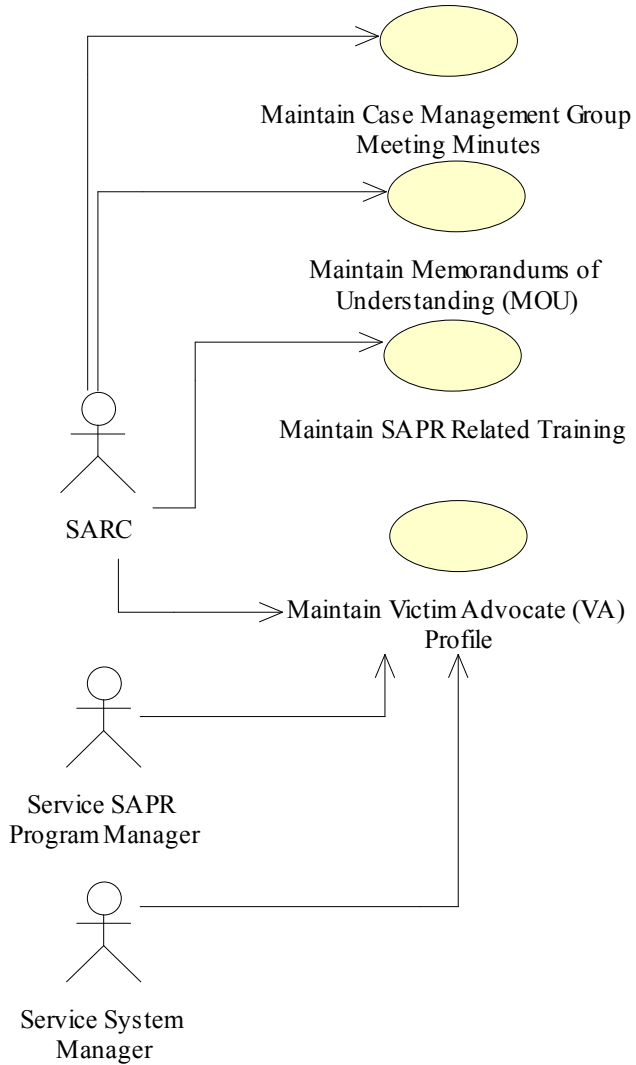 Maintain Case Management Group
Meeting Minutes
Maintain Memorandums of
Understanding (MOU)
Maintain SAPR Related Training
SARC
Maintain Victim Advocate (VA)
Profile
Service SAPR
Program Manager
Service System
Manager